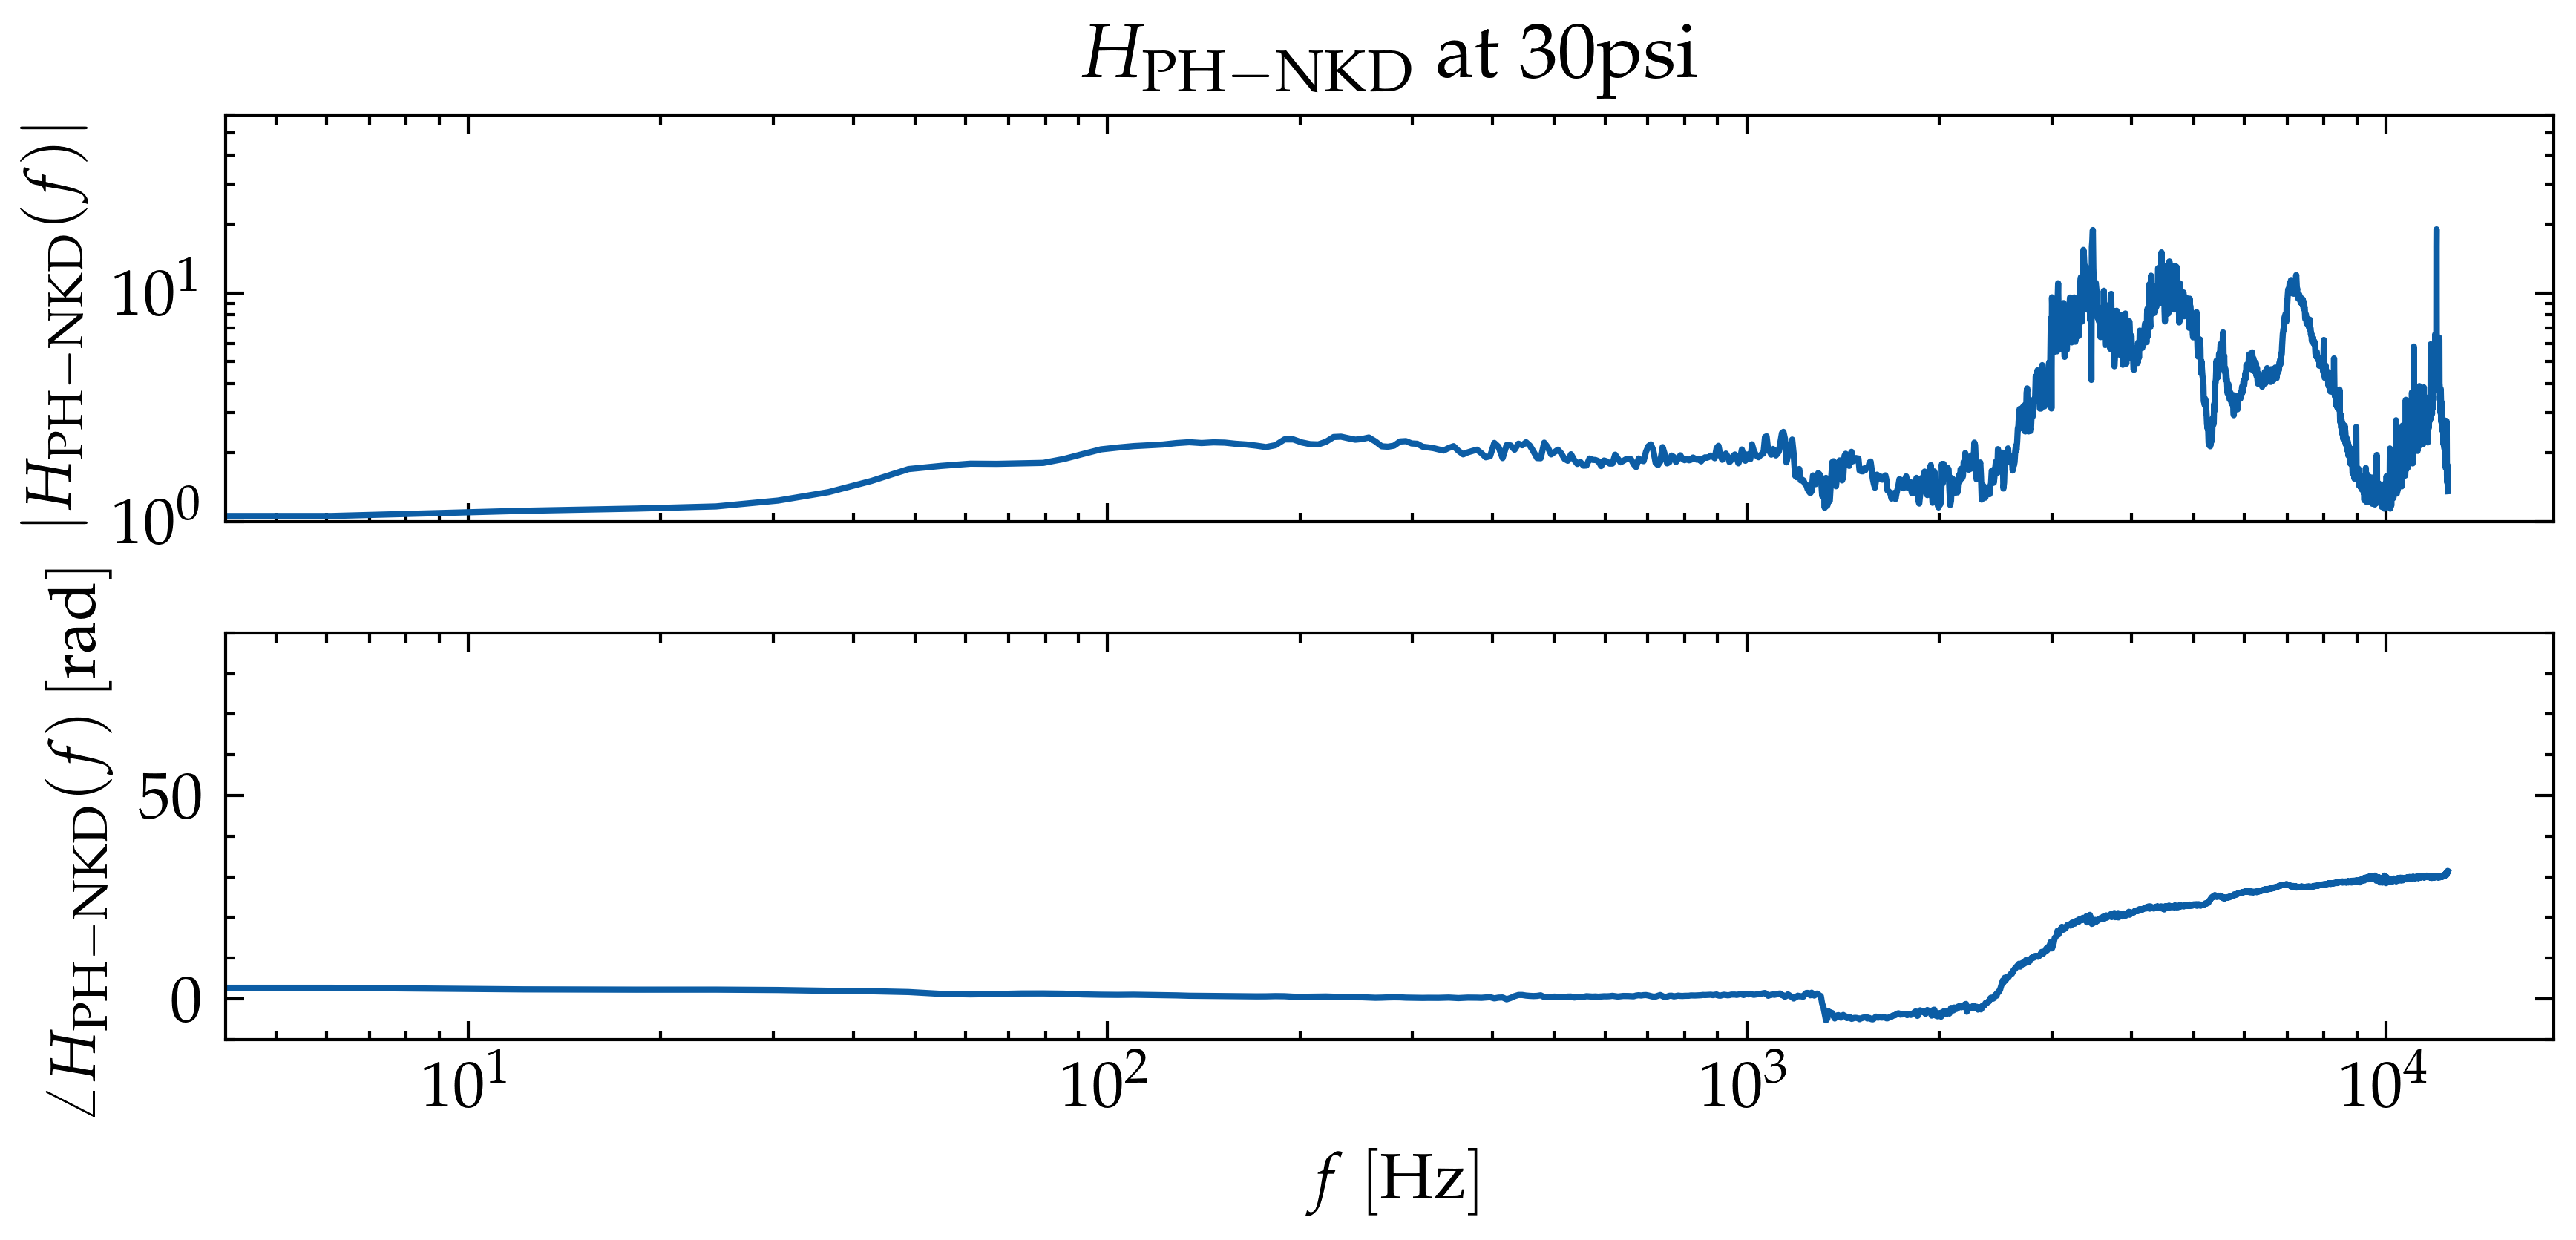 H_PH−NKD at 30psi
|H_PH−NKD(f)|
10^1
10^0
∠H_PH−NKD(f) [rad]
50
0
10^1 10^2 10^3 10^4
f [Hz]